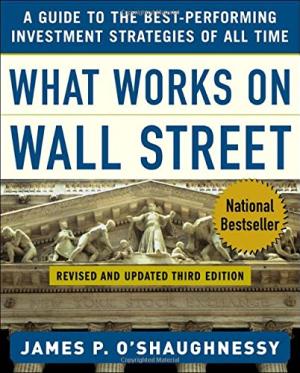 A GUIDE TO THE BEST-PERFORMING
INVESTMENT STRATEGIES OF ALL TIME
WHAT WORKS ON
WALL STREET
National
Bestseller
REVISED AND UPDATED THIRD EDITION
JAMES P. O'SHAUGHNESSY